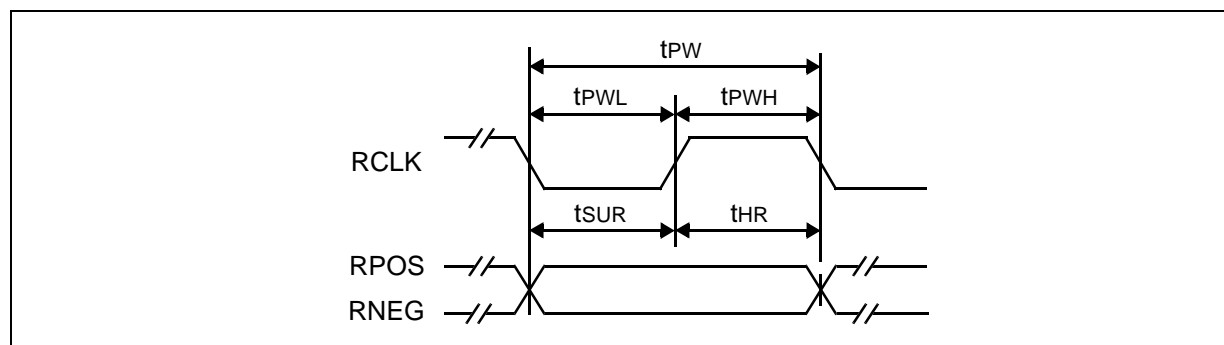 tPW
tPWL tPWH
RCLK
tSUR tHR
RPOS
RNEG